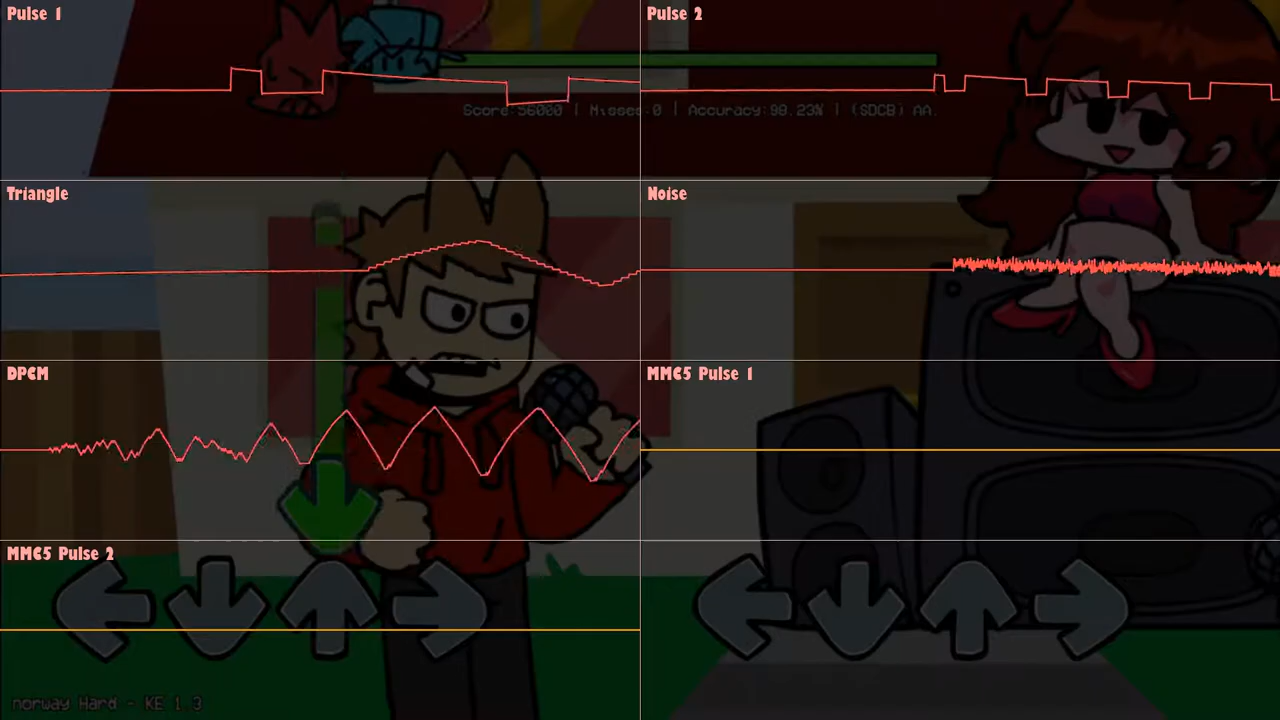 Pulse 1
Pulse 2
Score:56000 | Misses:0 | Accuracy:98.23% | (SDCB) AA.
Triangle
Noise
DPCM
MMC5 Pulse 1
MMC5 Pulse 2
norway Hard - KE 1.3